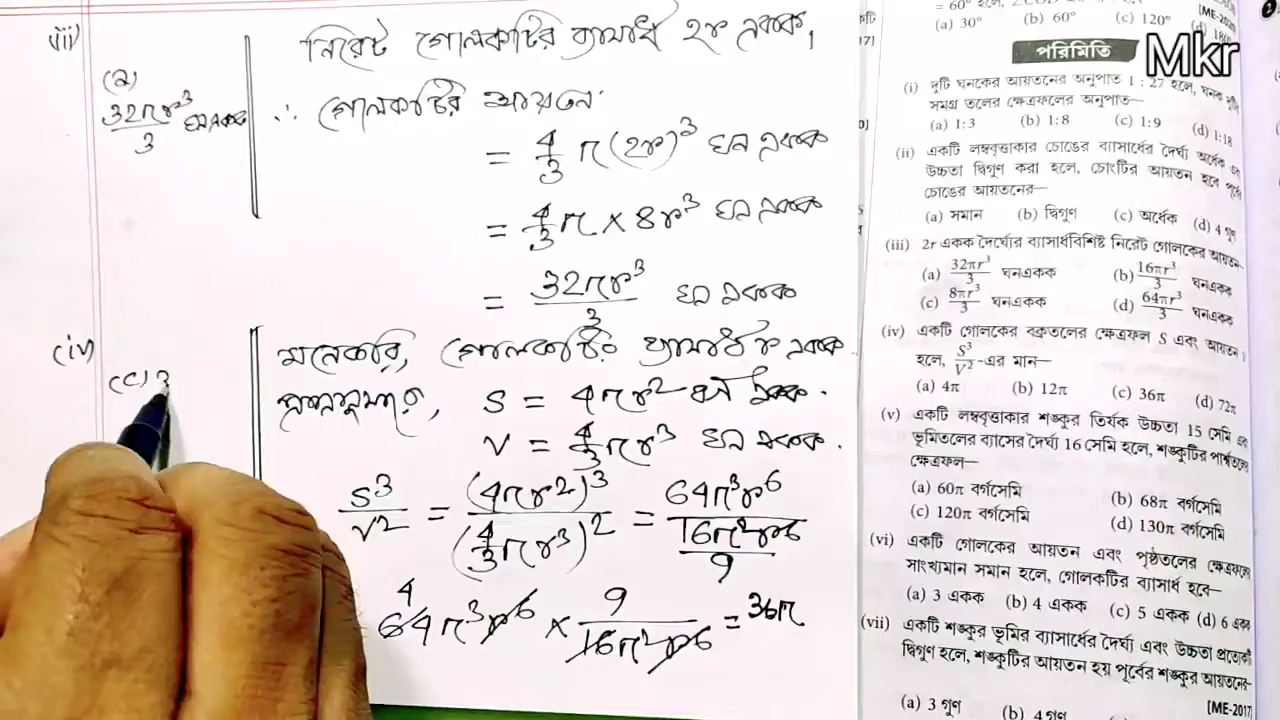 iii)
(a)
32πr³/3 ঘন একক
নিরেট গোলকটির ব্যাসার্ধ 2r একক।
∴ গোলকটির আয়তন
= 4/3 π(2r)³ ঘন একক
= 4/3 π × 8r³ ঘন একক
= 32πr³/3 ঘন একক
(iv)
(c) 3
মনেকরি, গোলকটির ব্যাসার্ধ r একক
প্রশ্নানুসারে, S = 4πr² বর্গ একক.
V = 4/3 πr³ ঘন একক.
S³/V² = (4πr²)³/(4/3 πr³)² = 64π³r⁶/(16π²r⁶/9)
4
64π³r⁶ × 9/16π²r⁶ = 36π
= 60° হলে,
(a) 30° (b) 60° (c) 120° (d) 180
[ME-20
পরিমিতি
Mkr
(i) দুটি ঘনকের আয়তনের অনুপাত 1 : 27 হলে, ঘনক দুটির
সমগ্র তলের ক্ষেত্রফলের অনুপাত—
(a) 1:3 (b) 1:8 (c) 1:9 (d) 1:18
(ii) একটি লম্ববৃত্তাকার চোঙের ব্যাসার্ধের দৈর্ঘ্য অর্ধেক এবং
উচ্চতা দ্বিগুণ করা হলে, চোংটির আয়তন হবে পূর্বের
চোঙের আয়তনের—
(a) সমান (b) দ্বিগুণ (c) অর্ধেক (d) 4 গুণ
(iii) 2r একক দৈর্ঘ্যের ব্যাসার্ধবিশিষ্ট নিরেট গোলকের আয়তন
(a) 32πr³/3 ঘনএকক (b) 16πr³/3 ঘনএকক
(c) 8πr³/3 ঘনএকক (d) 64πr³/3 ঘনএকক
(iv) একটি গোলকের বক্রতলের ক্ষেত্রফল S এবং আয়তন
হলে, S³/V²-এর মান—
(a) 4π (b) 12π (c) 36π (d) 72π
(v) একটি লম্ববৃত্তাকার শঙ্কুর তির্যক উচ্চতা 15 সেমি এবং
ভূমিতলের ব্যাসের দৈর্ঘ্য 16 সেমি হলে, শঙ্কুটির পার্শ্বতলের
ক্ষেত্রফল—
(a) 60π বর্গসেমি (b) 68π বর্গসেমি
(c) 120π বর্গসেমি (d) 130π বর্গসেমি
(vi) একটি গোলকের আয়তন এবং পৃষ্ঠতলের ক্ষেত্রফলের
সাংখ্যমান সমান হলে, গোলকটির ব্যাসার্ধ হবে—
(a) 3 একক (b) 4 একক (c) 5 একক (d) 6 একক
(vii) একটি শঙ্কুর ভূমির ব্যাসার্ধের দৈর্ঘ্য এবং উচ্চতা প্রত্যেকটি
দ্বিগুণ হলে, শঙ্কুটির আয়তন হয় পূর্বের শঙ্কুর আয়তনের—
[ME-2017]
(a) 3 গুণ (b) 4 গুণ